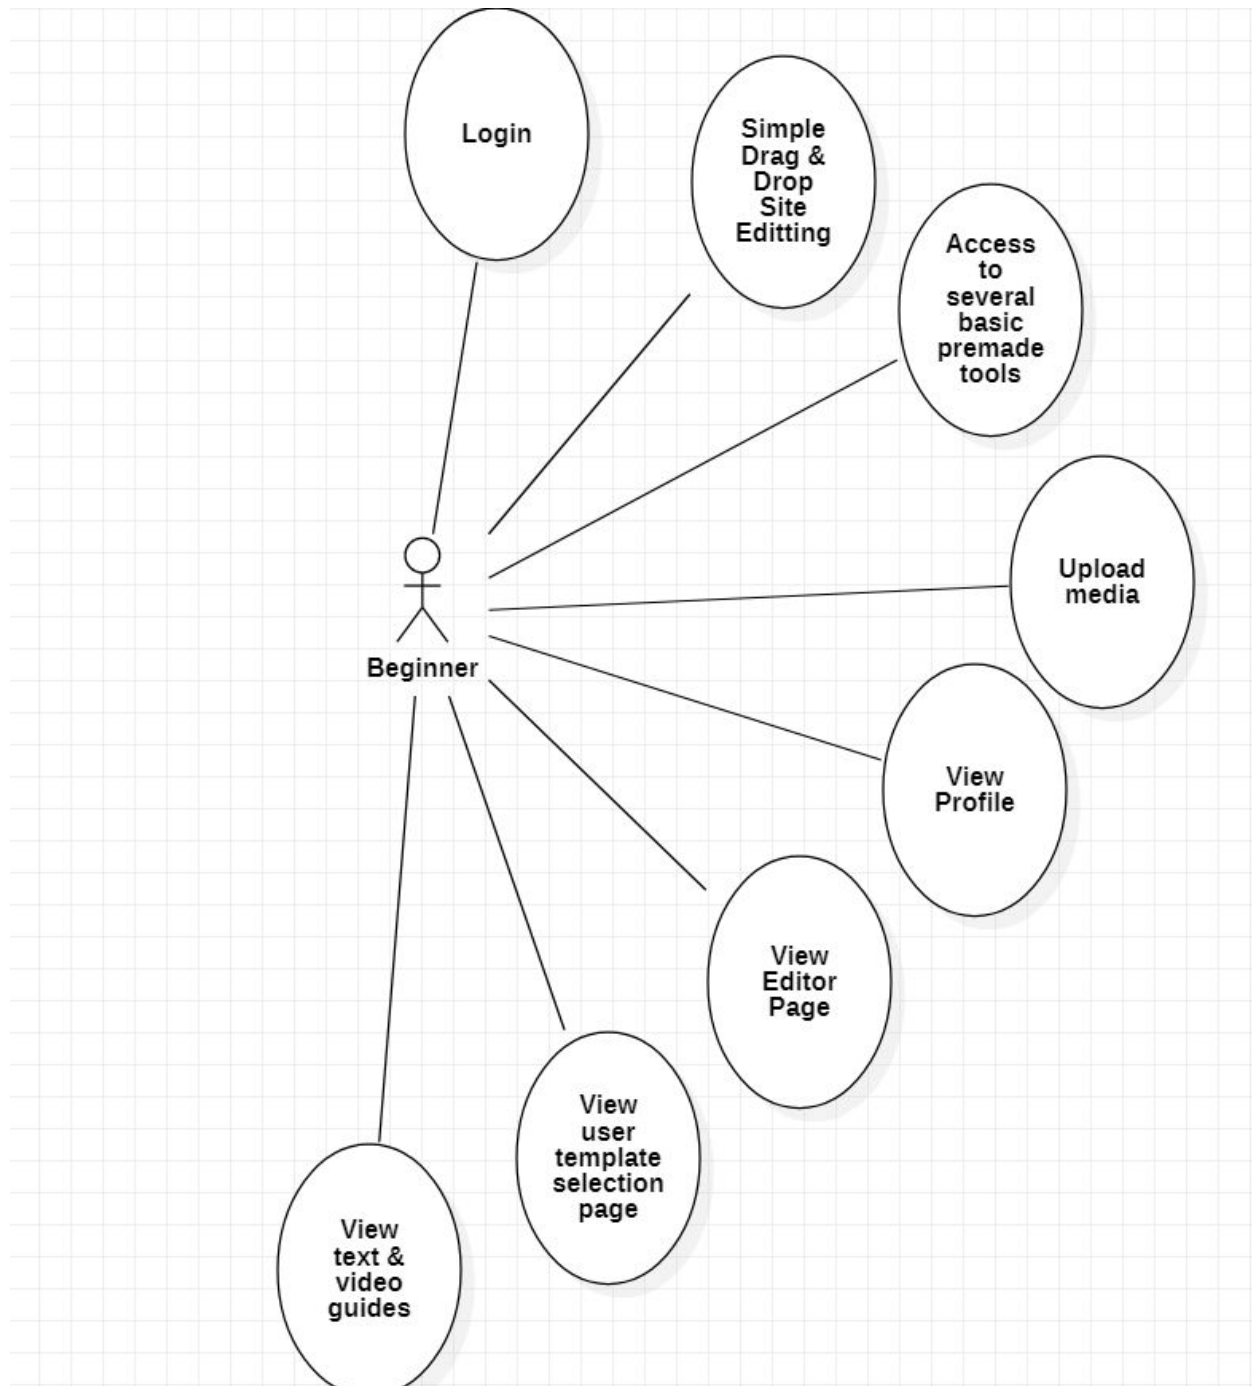 Login
Simple
Drag &
Drop
Site
Editting
Access
to
several
basic
premade
tools
Upload
media
Beginner
View
Profile
View
Editor
Page
View
user
template
selection
page
View
text &
video
guides